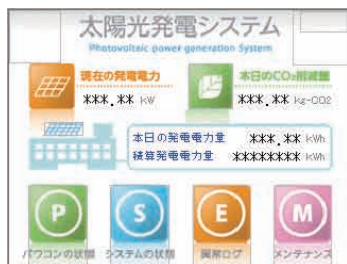 太陽光発電システム
Photovoltaic power generation System
現在の発電電力
***.** kW
本日のCO2削減量
***.** kg-CO2
本日の発電電力量 ***.** kWh
積算発電電力量 ******** kWh
P
パワコンの状態
S
システムの状態
E
異常ログ
M
メンテナンス